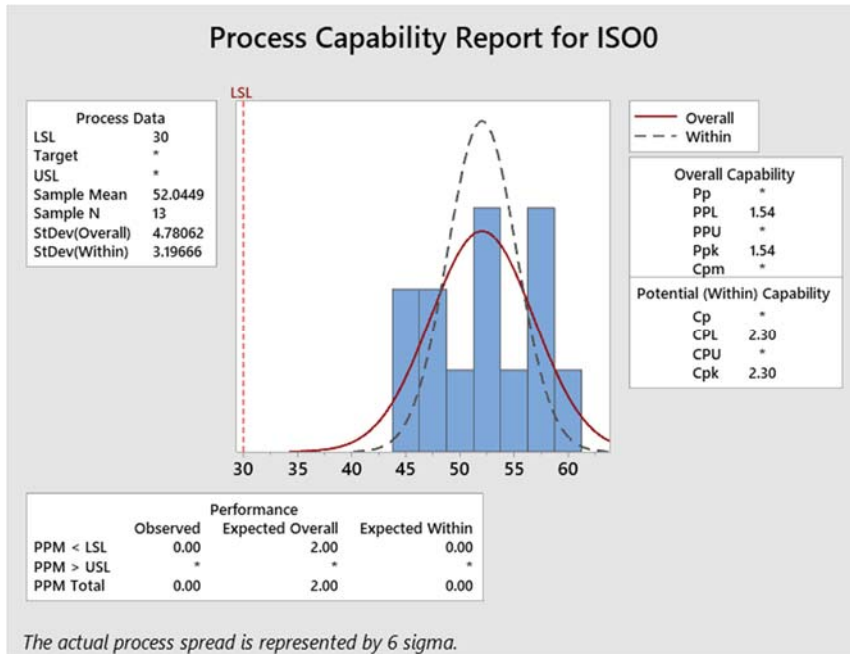 Process Capability Report for ISO0
LSL
Process Data
LSL 30
Target *
USL *
Sample Mean 52.0449
Sample N 13
StDev(Overall) 4.78062
StDev(Within) 3.19666
Overall
Within
Overall Capability
Pp *
PPL 1.54
PPU *
Ppk 1.54
Cpm *
Potential (Within) Capability
Cp *
CPL 2.30
CPU *
Cpk 2.30
30 35 40 45 50 55 60
Performance
Observed Expected Overall Expected Within
PPM < LSL 0.00 2.00 0.00
PPM > USL * * *
PPM Total 0.00 2.00 0.00
The actual process spread is represented by 6 sigma.